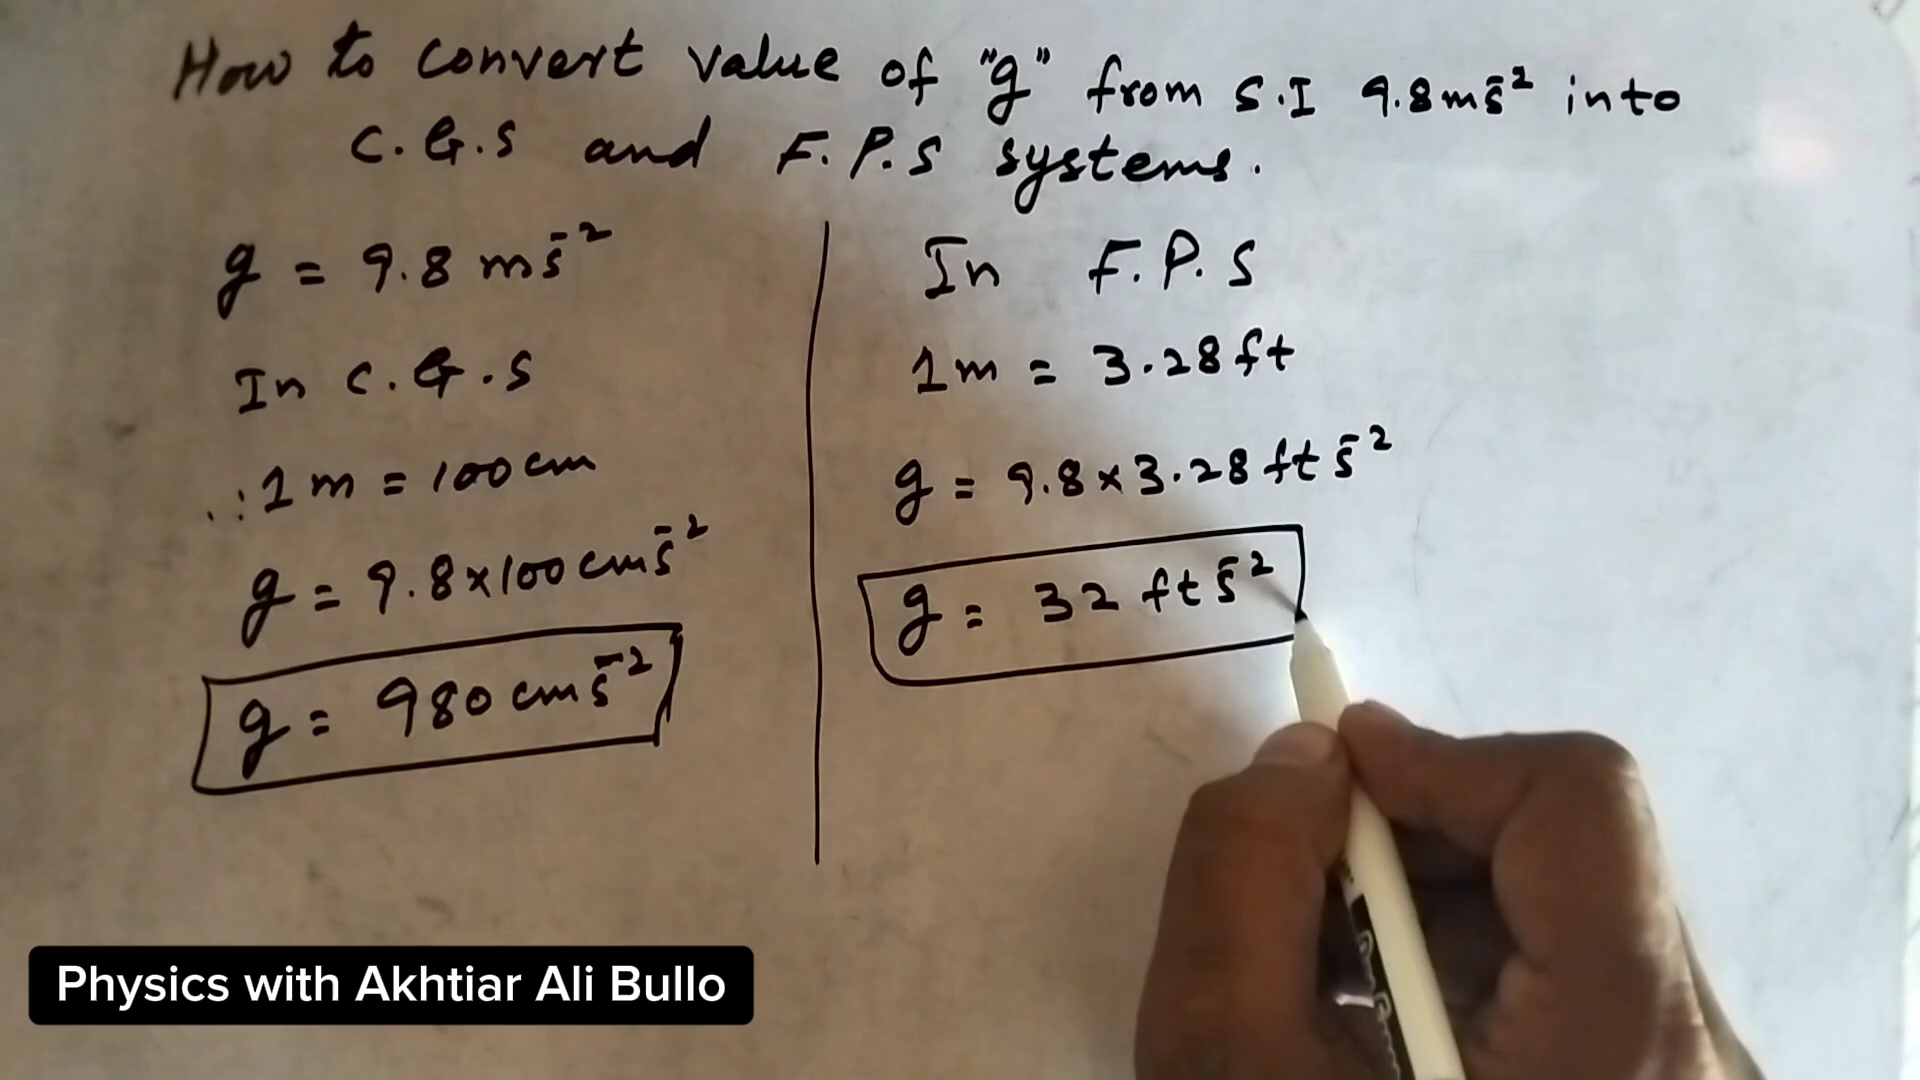 How to convert value of "g" from S.I 9.8ms⁻² into
C.G.S and F.P.S systems.
g = 9.8 ms⁻²
In C.G.S
∴ 1m = 100cm
g = 9.8×100 cms⁻²
g = 980 cms⁻²
In F.P.S
1m = 3.28ft
g = 9.8×3.28 ft s⁻²
g = 32 ft s⁻²
Physics with Akhtiar Ali Bullo